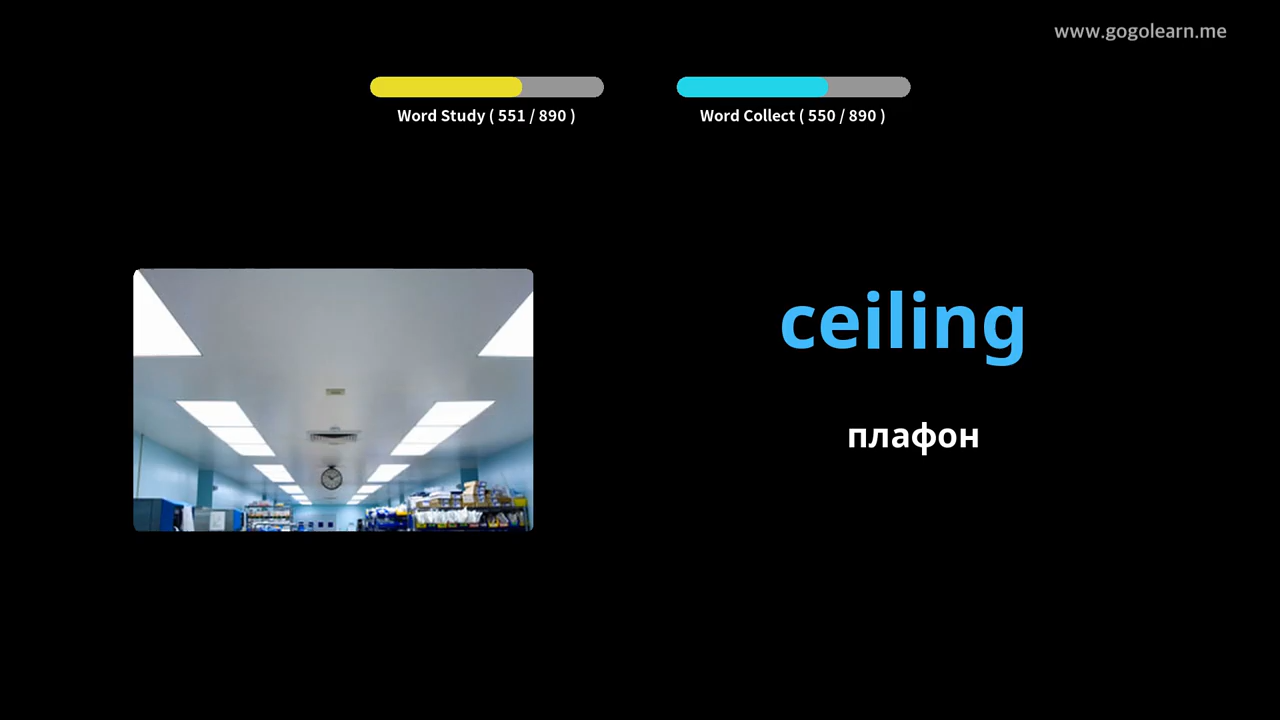 www.gogolearn.me
Word Study ( 551 / 890 )
Word Collect ( 550 / 890 )
ceiling
плафон